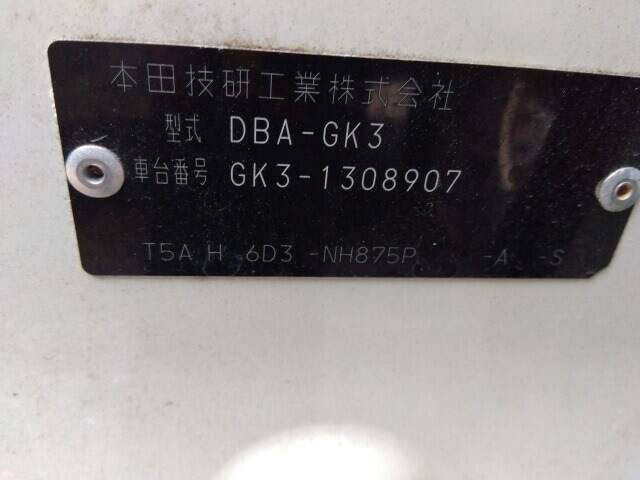 本田技研工業株式会社
型式 DBA-GK3
車台番号 GK3-1308907
T5A H 6D3 -NH875P -A -S